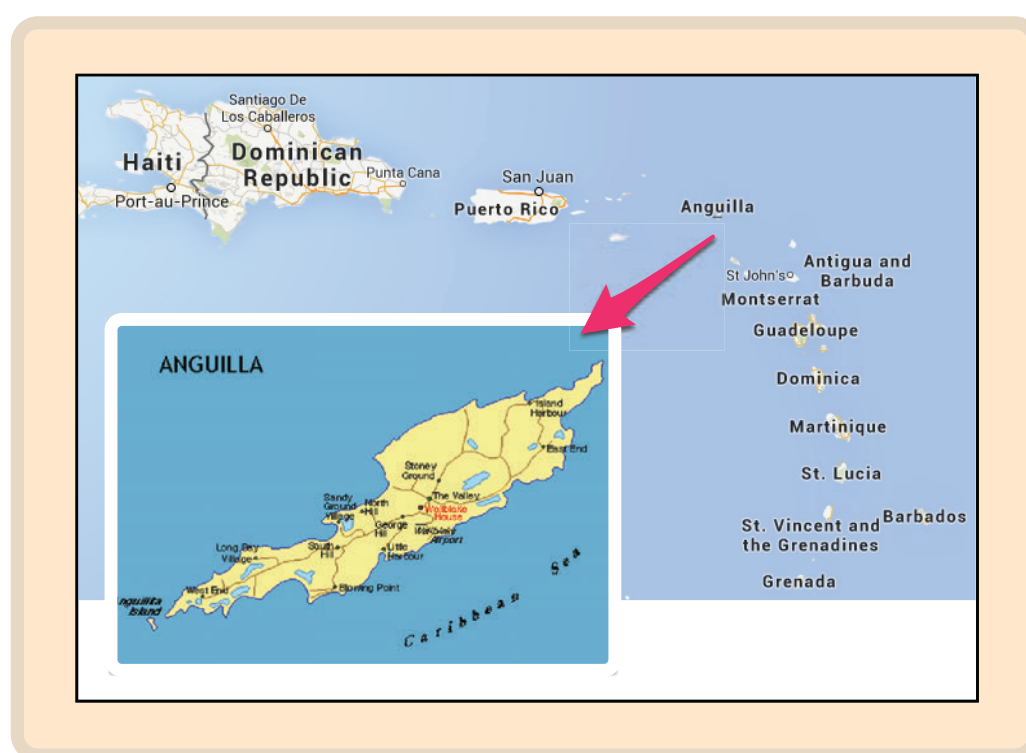 Santiago De
Los Caballeros
Haiti
Dominican
Republic
Punta Cana
Port-au-Prince
San Juan
Puerto Rico
Anguilla
St John's
Antigua and
Barbuda
Montserrat
Guadeloupe
Dominica
Martinique
St. Lucia
St. Vincent and
the Grenadines
Barbados
Grenada
ANGUILLA
Island
Harbour
East End
Stoney
Ground
The Valley
Wallblake
House
Sandy
Ground
Village
North
Hill
George
Hill
Airport
Long Bay
Village
South
Hill
Little
Harbour
West End
Blowing Point
Island
Caribbean Sea